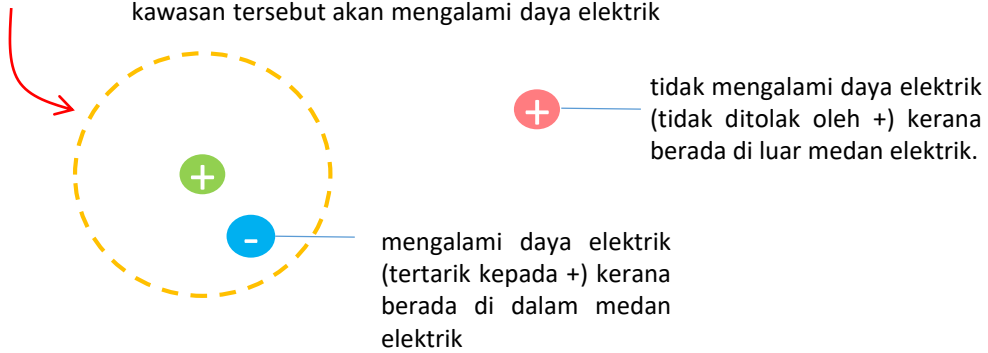 kawasan tersebut akan mengalami daya elektrik
+
tidak mengalami daya elektrik
(tidak ditolak oleh +) kerana
berada di luar medan elektrik.
+
-
mengalami daya elektrik
(tertarik kepada +) kerana
berada di dalam medan
elektrik